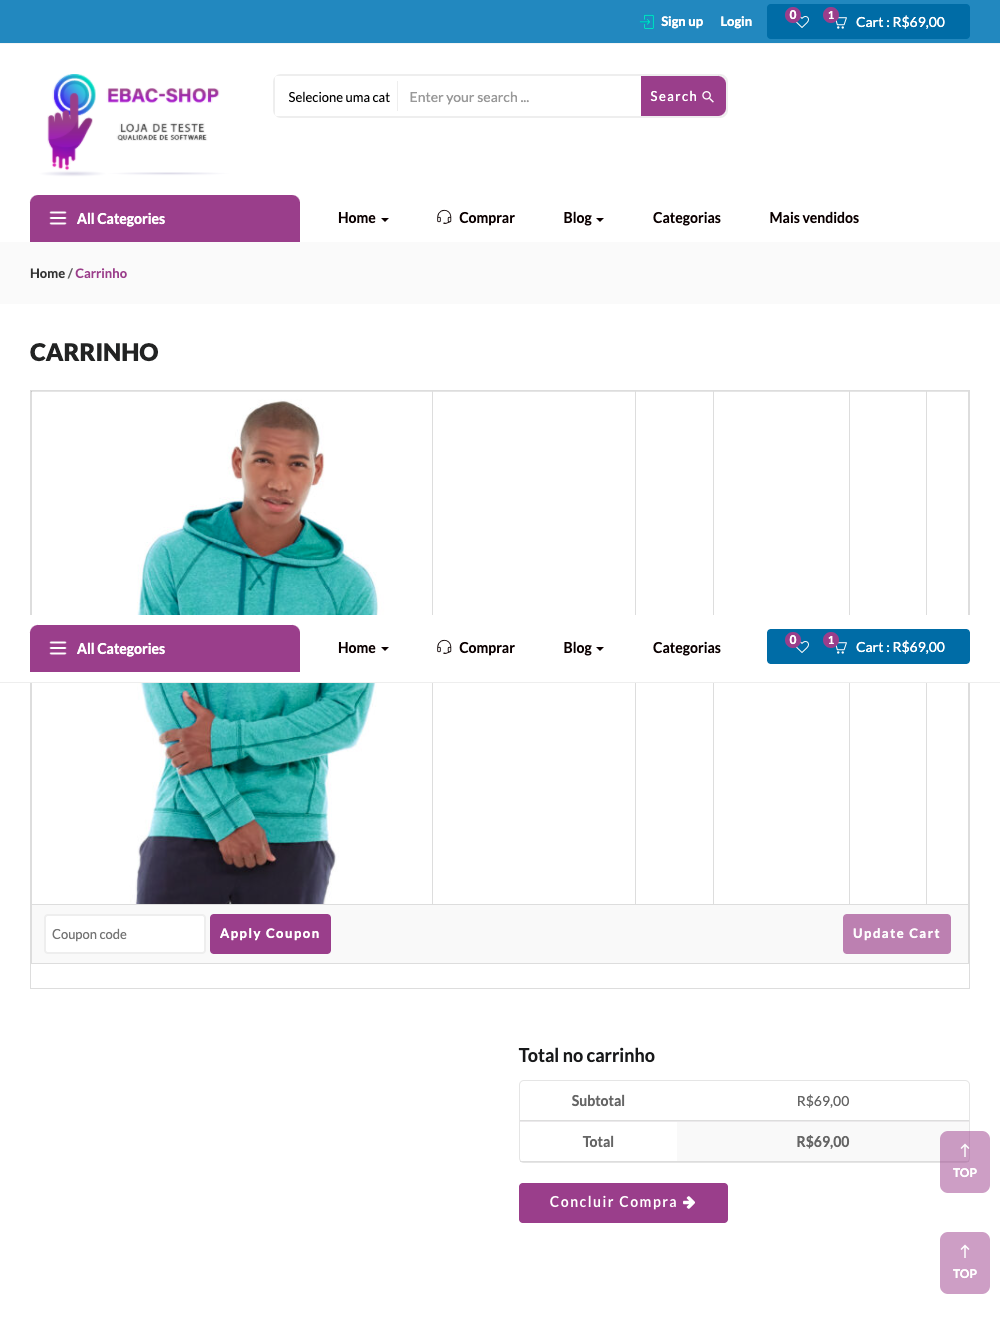 Sign up
Login
0
1
Cart : R$69,00
EBAC-SHOP
LOJA DE TESTE
QUALIDADE DE SOFTWARE
Selecione uma cat
Enter your search ...
Search
All Categories
Home
Comprar
Blog
Categorias
Mais vendidos
Home / Carrinho
CARRINHO
All Categories
Home
Comprar
Blog
Categorias
0
1
Cart : R$69,00
Coupon code
Apply Coupon
Update Cart
Total no carrinho
Subtotal
R$69,00
Total
R$69,00
TOP
Concluir Compra
TOP